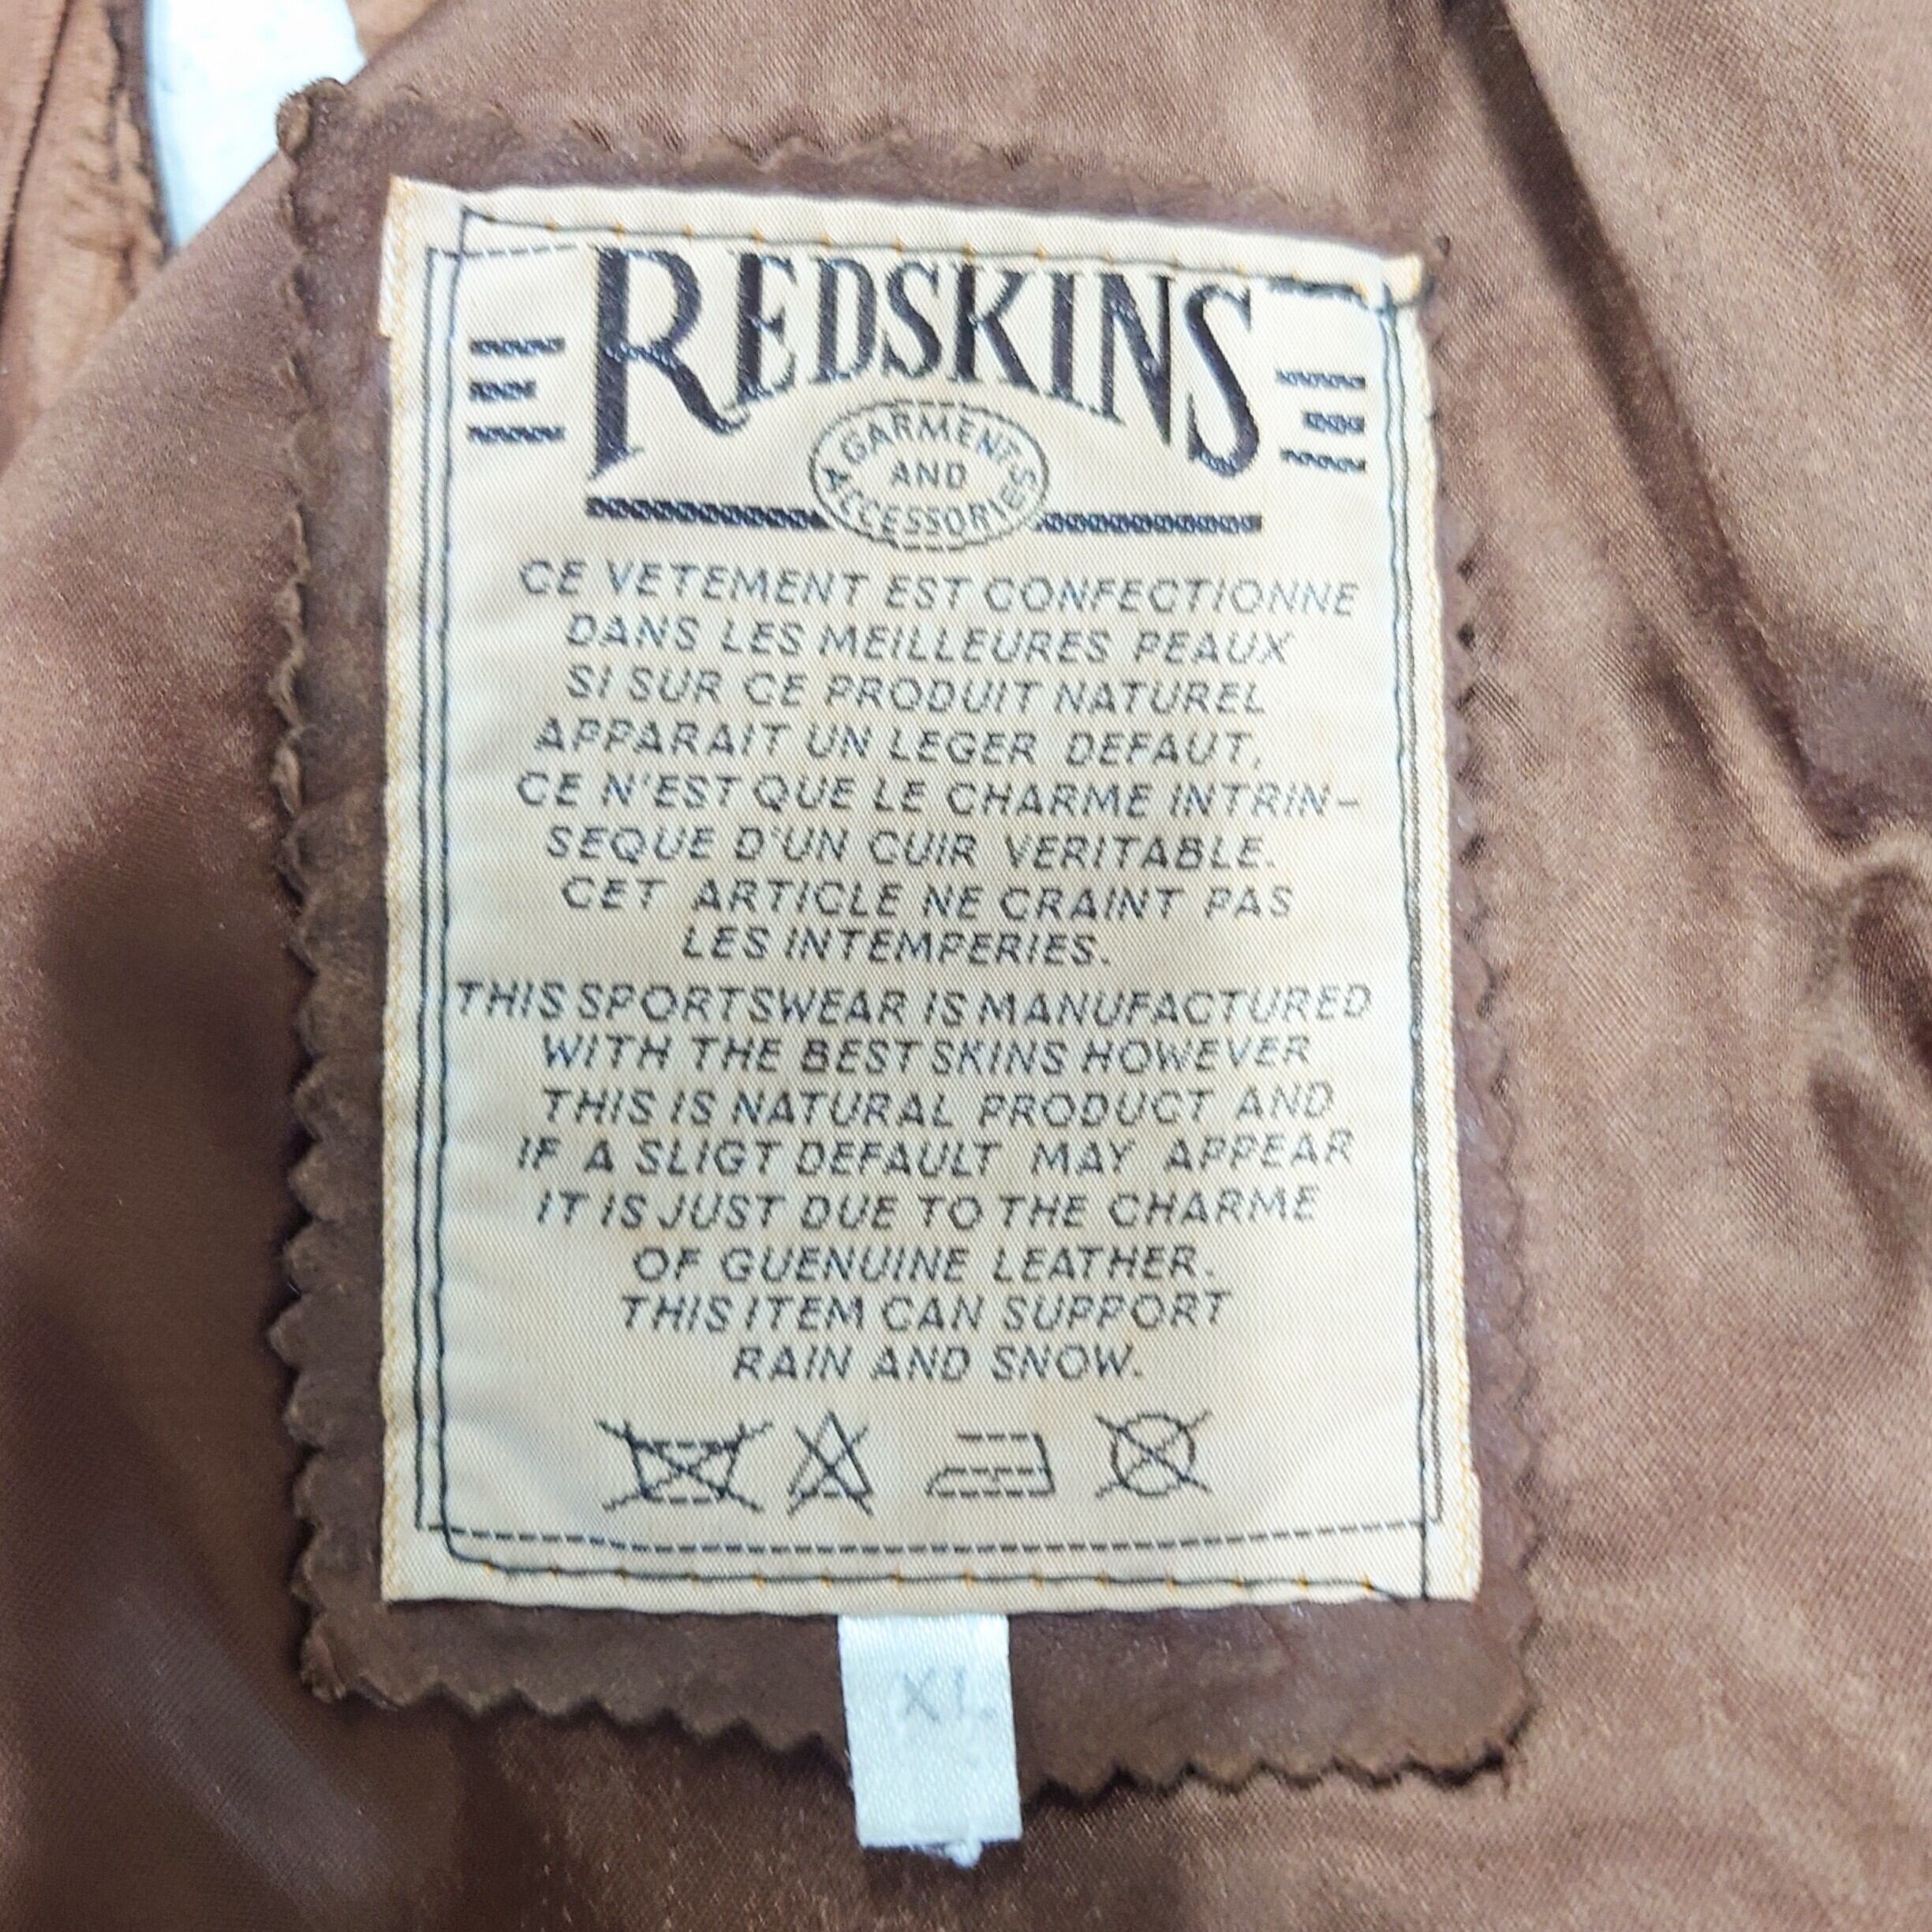 REDSKINS
GARMENTS
AND
ACCESSORIES
CE VETEMENT EST CONFECTIONNE
DANS LES MEILLEURES PEAUX
SI SUR CE PRODUIT NATUREL
APPARAIT UN LEGER DEFAUT,
CE N'EST QUE LE CHARME INTRIN-
SEQUE D'UN CUIR VERITABLE.
CET ARTICLE NE CRAINT PAS
LES INTEMPERIES.
THIS SPORTSWEAR IS MANUFACTURED
WITH THE BEST SKINS HOWEVER
THIS IS NATURAL PRODUCT AND
IF A SLIGT DEFAULT MAY APPEAR
IT IS JUST DUE TO THE CHARME
OF GUENUINE LEATHER.
THIS ITEM CAN SUPPORT
RAIN AND SNOW.
XL